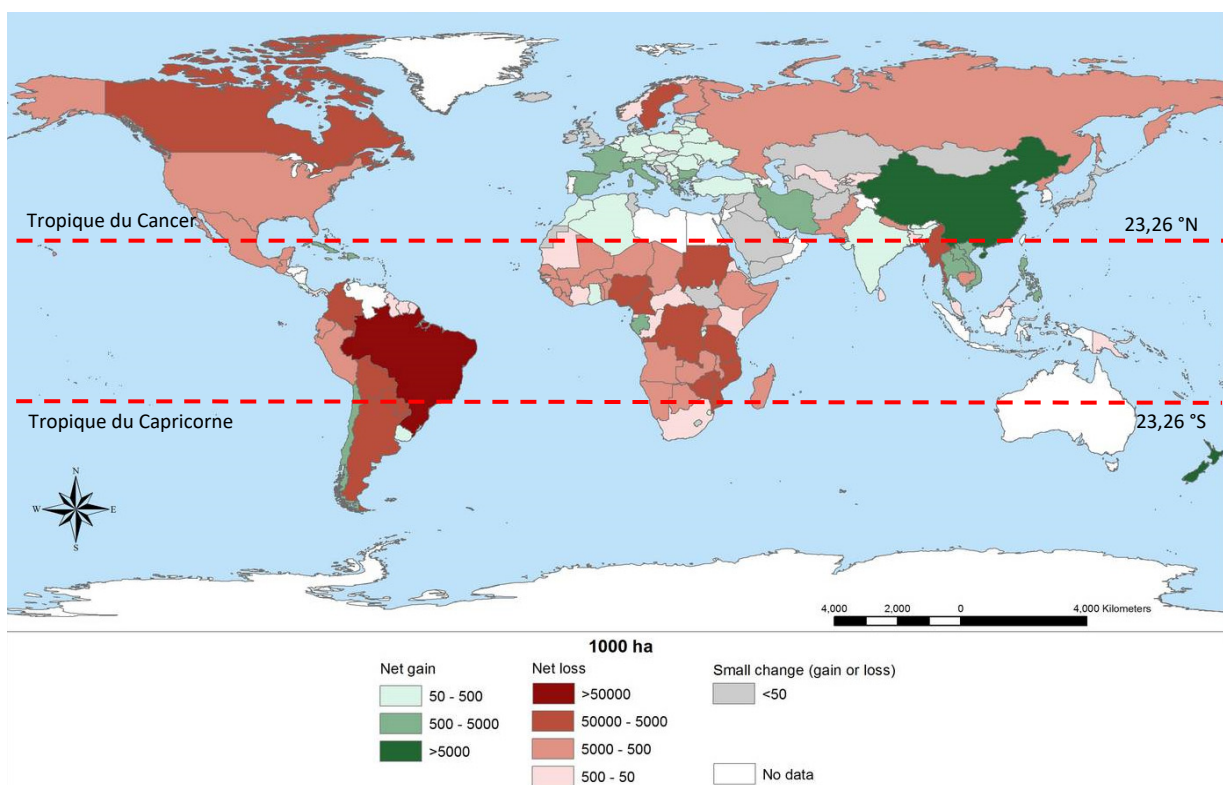 Tropique du Cancer
23,26 °N
Tropique du Capricorne
23,26 °S
N
W E
S
4,000 2,000 0 4,000 Kilometers
1000 ha
Net gain
50 - 500
500 - 5000
>5000
Net loss
>50000
50000 - 5000
5000 - 500
500 - 50
Small change (gain or loss)
<50
No data